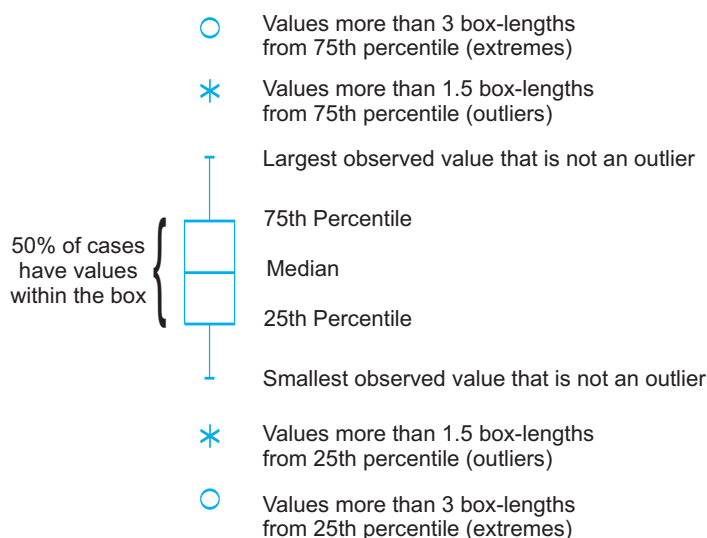 Values more than 3 box-lengths
from 75th percentile (extremes)
Values more than 1.5 box-lengths
from 75th percentile (outliers)
Largest observed value that is not an outlier
75th Percentile
50% of cases
have values
within the box
Median
25th Percentile
Smallest observed value that is not an outlier
Values more than 1.5 box-lengths
from 25th percentile (outliers)
Values more than 3 box-lengths
from 25th percentile (extremes)